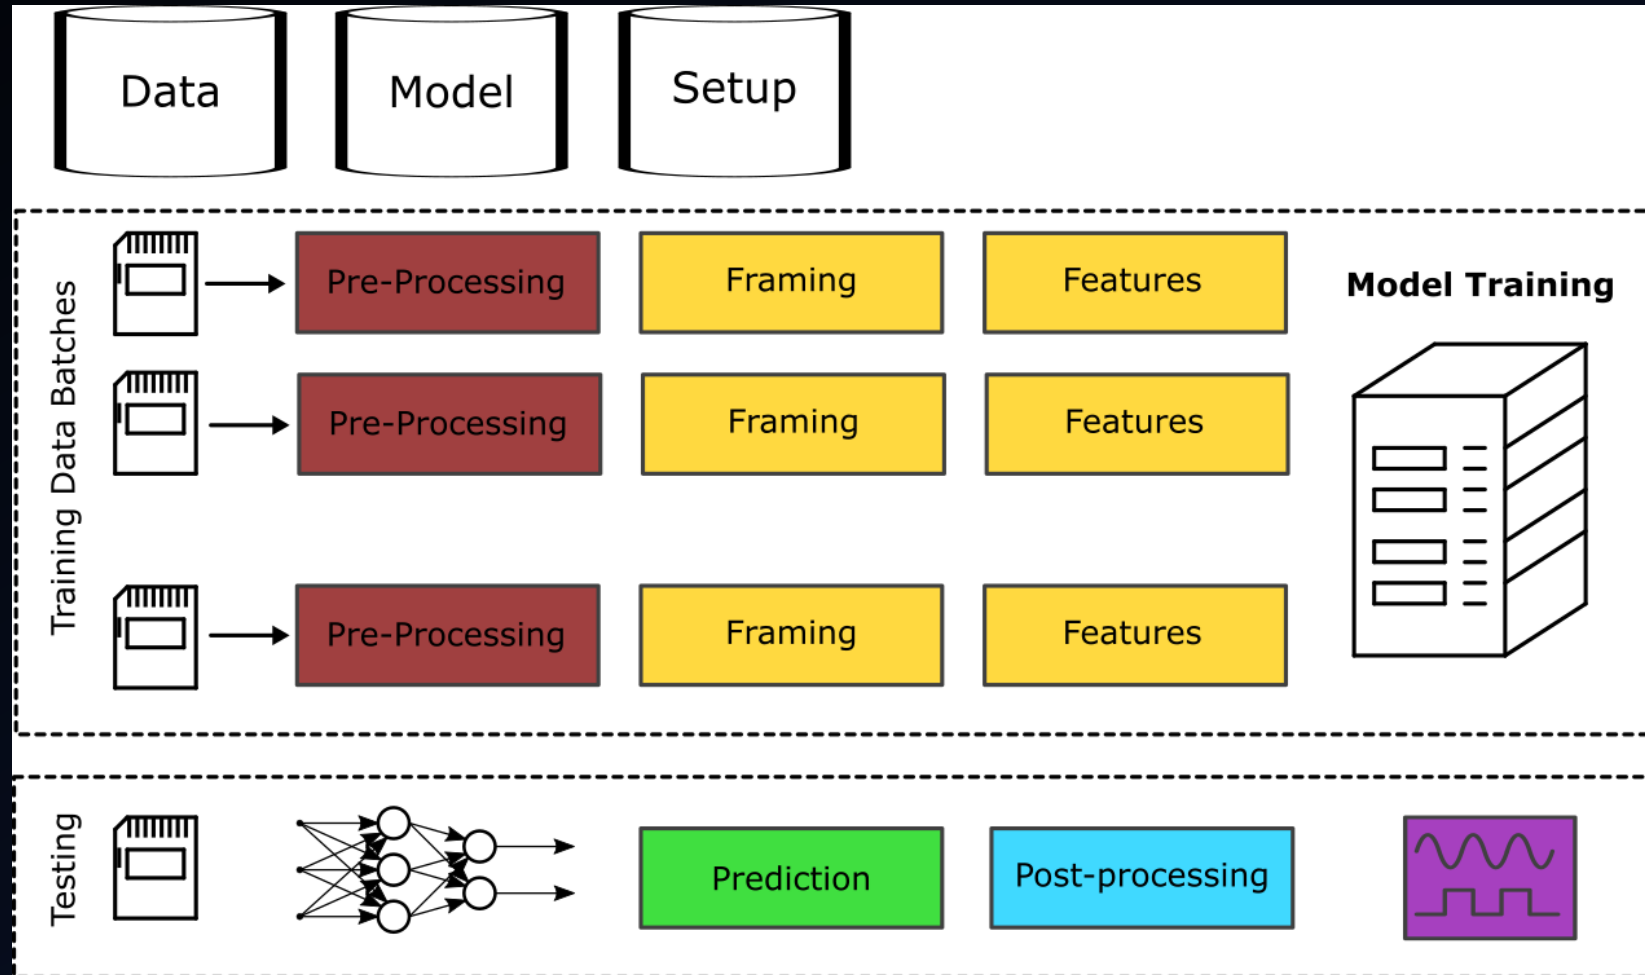 Data
Model
Setup
Training Data Batches
Pre-Processing
Framing
Features
Model Training
Pre-Processing
Framing
Features
Pre-Processing
Framing
Features
Testing
Prediction
Post-processing